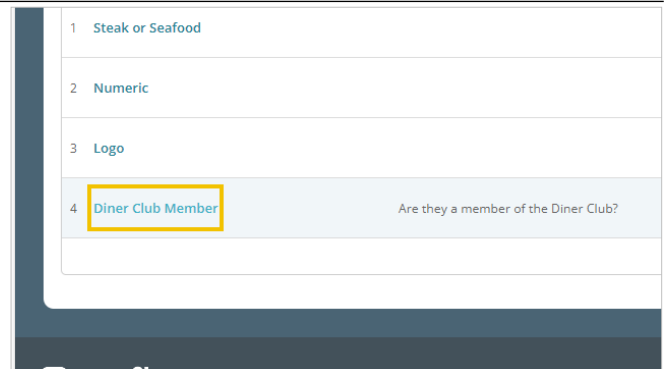 1 Steak or Seafood
2 Numeric
3 Logo
4 Diner Club Member Are they a member of the Diner Club?